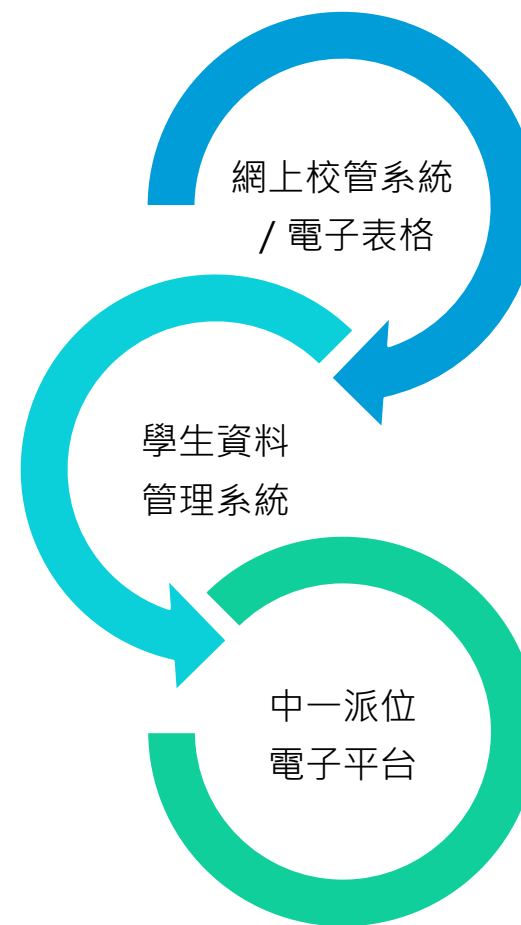 網上校管系統
/ 電子表格
學生資料
管理系統
中一派位
電子平台